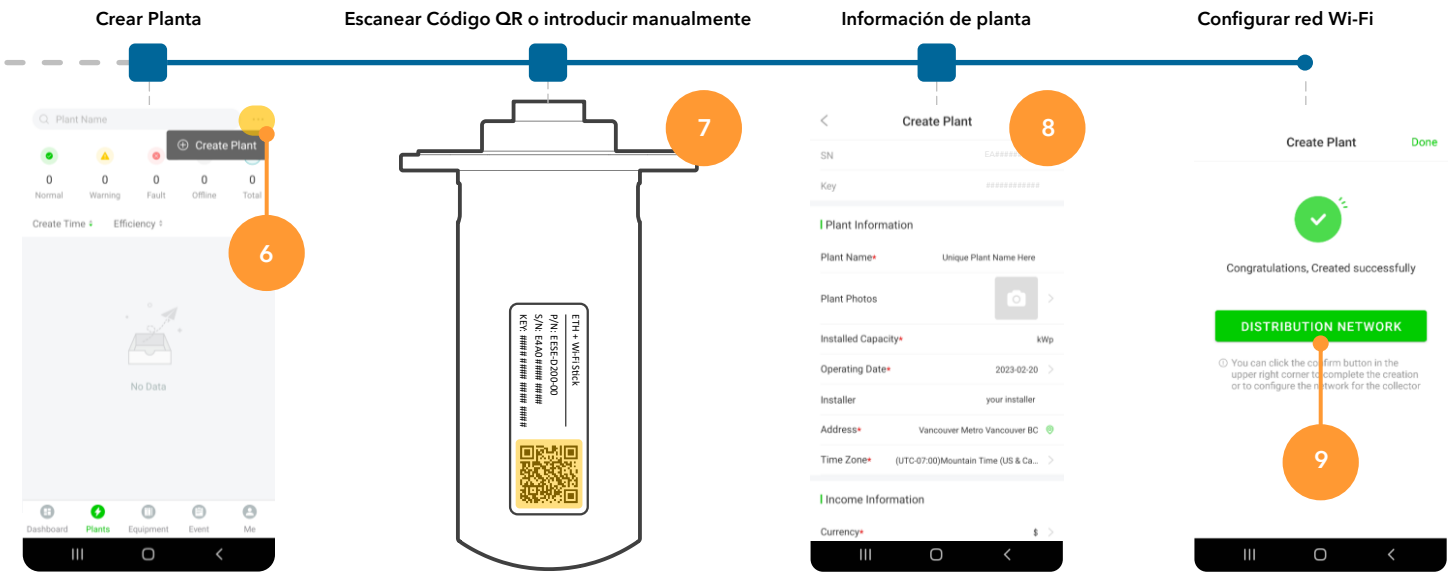 Crear Planta
Escanear Código QR o introducir manualmente
Información de planta
Configurar red Wi-Fi
Plant Name
...
Create Plant
0
0
0
0
0
Normal
Warning
Fault
Offline
Total
Create Time
Efficiency
6
No Data
Dashboard
Plants
Equipment
Event
Me
7
ETH + Wi-Fi Stick
P/N: EESE-D200-00
S/N: E4A0 #### ####
KEY: #### #### #### ####
Create Plant
8
SN
EA##########
Key
############
Plant Information
Plant Name*
Unique Plant Name Here
Plant Photos
Installed Capacity*
kWp
Operating Date*
2023-02-20
Installer
your installer
Address*
Vancouver Metro Vancouver BC
Time Zone*
(UTC-07:00)Mountain Time (US & Ca...
Income Information
Currency*
$
Create Plant
Done
Congratulations, Created successfully
DISTRIBUTION NETWORK
You can click the confirm button in the
upper right corner to complete the creation
or to configure the network for the collector
9